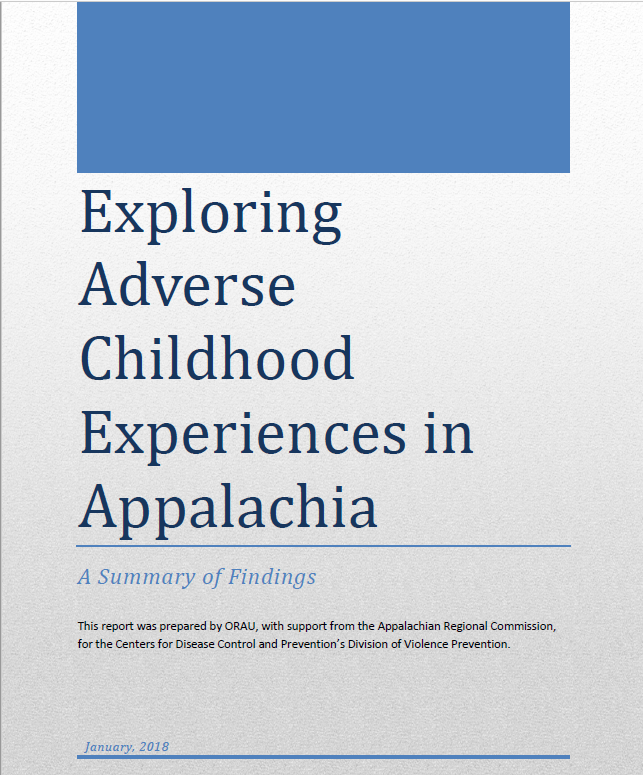 Exploring
Adverse
Childhood
Experiences in
Appalachia
A Summary of Findings
This report was prepared by ORAU, with support from the Appalachian Regional Commission,
for the Centers for Disease Control and Prevention’s Division of Violence Prevention.
January, 2018